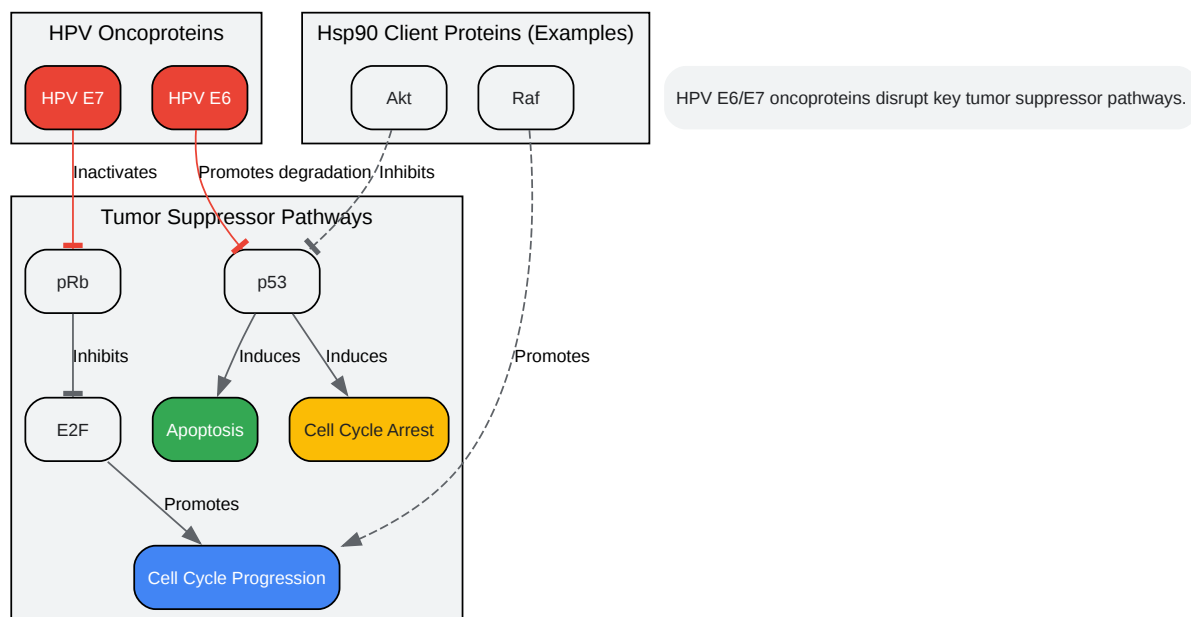 HPV Oncoproteins
Hsp90 Client Proteins (Examples)
HPV E7
HPV E6
Akt
Raf
HPV E6/E7 oncoproteins disrupt key tumor suppressor pathways.
Inactivates
Promotes degradation
Inhibits
Tumor Suppressor Pathways
pRb
p53
Inhibits
Induces
Induces
Promotes
E2F
Apoptosis
Cell Cycle Arrest
Promotes
Cell Cycle Progression